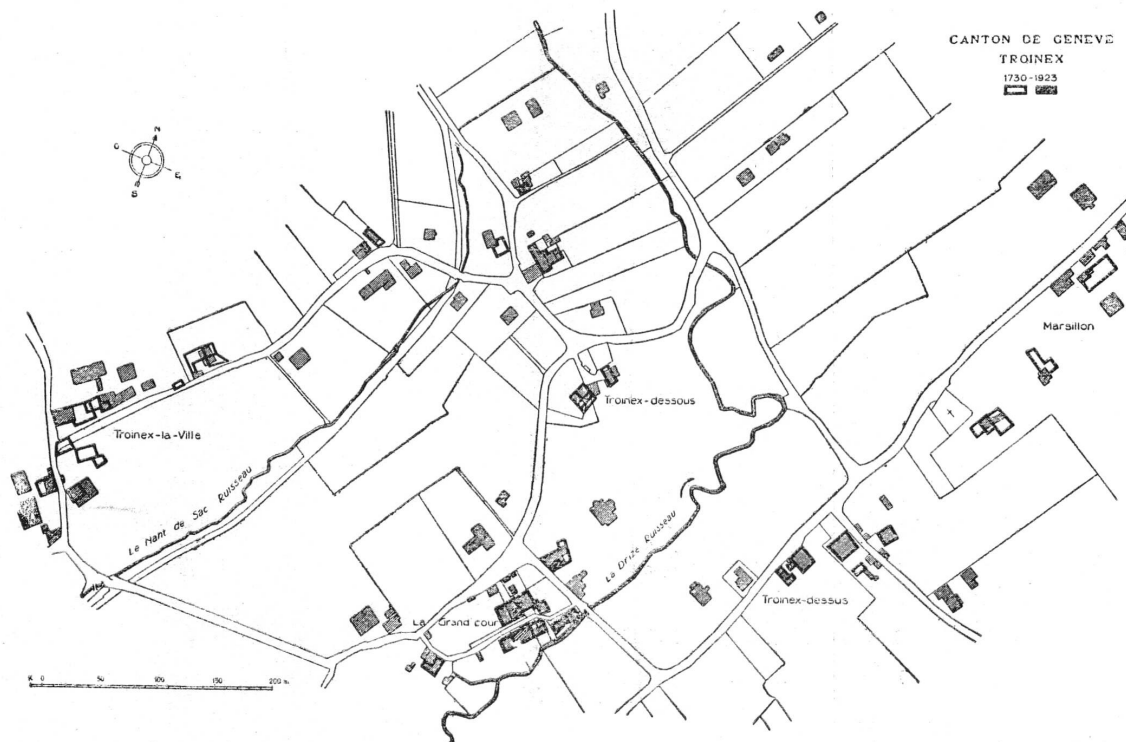 CANTON DE GENEVE
TROINEX
1730-1923
N
O
E
S
Marsillon
Troinex-dessous
Troinex-la-Ville
Le Nant de Sac Ruisseau
La Drize Ruisseau
Troinex-dessus
La Grand cour
0 50 100 200 m.